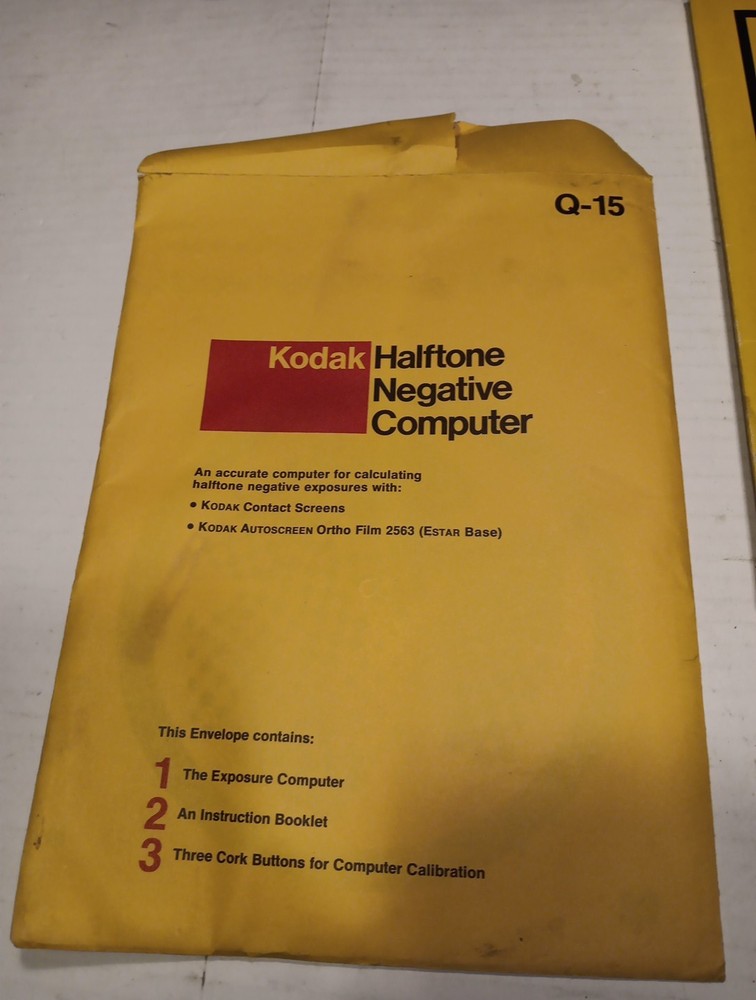 Q-15
Kodak Halftone
Negative
Computer
An accurate computer for calculating
halftone negative exposures with:
• KODAK Contact Screens
• KODAK AUTOSCREEN Ortho Film 2563 (ESTAR Base)
This Envelope contains:
1 The Exposure Computer
2 An Instruction Booklet
3 Three Cork Buttons for Computer Calibration